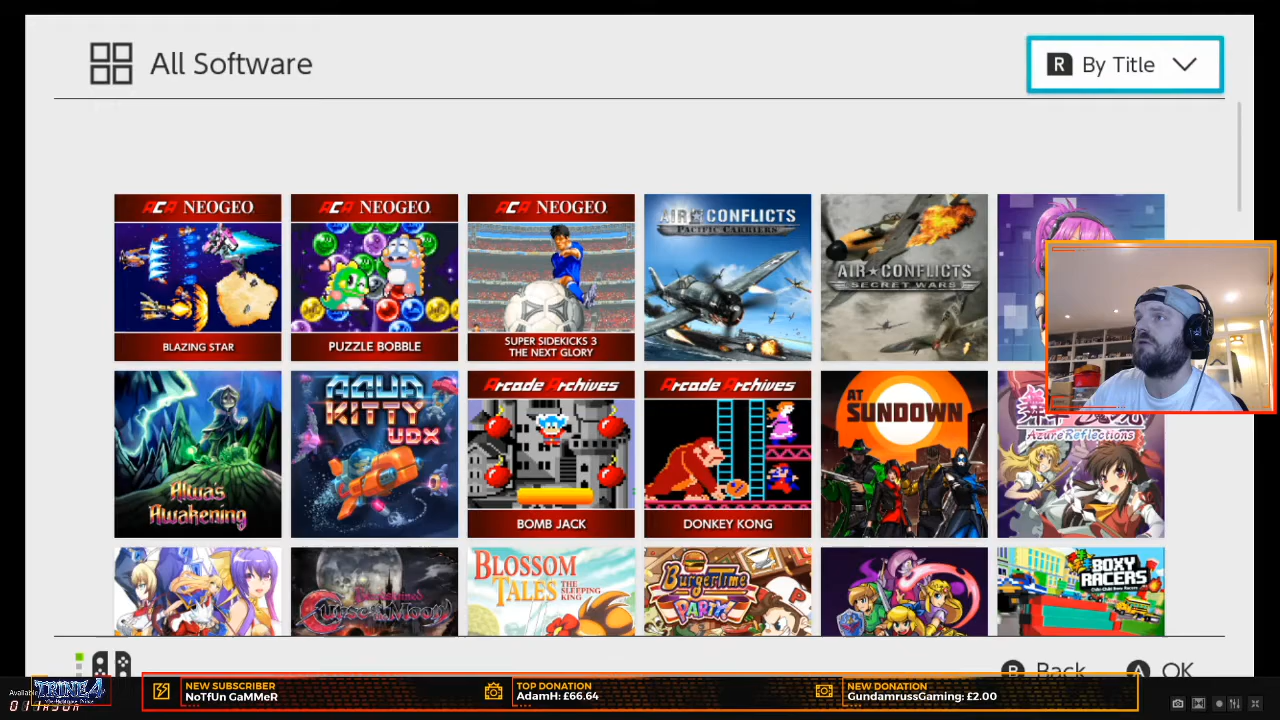 All Software
R By Title
ACA NEOGEO
BLAZING STAR
ACA NEOGEO
PUZZLE BOBBLE
ACA NEOGEO
SUPER SIDEKICKS 3
THE NEXT GLORY
AIR CONFLICTS
PACIFIC CARRIERS
AIR CONFLICTS
SECRET WARS
Alwa's
Awakening
AQUA
KITTY
UDX
Arcade Archives
BOMB JACK
Arcade Archives
DONKEY KONG
AT
SUNDOWN
Azure Reflections
Curse of the Moon
BLOSSOM
TALES THE
SLEEPING
KING
BurgerTime
PARTY!
BOXY
RACERS
B Back
A OK
TRINE 4
NEW SUBSCRIBER
NoTfUn GaMMeR
TOP DONATION
AdamH: £66.64
NEW DONATION
GundamrussGaming: £2.00